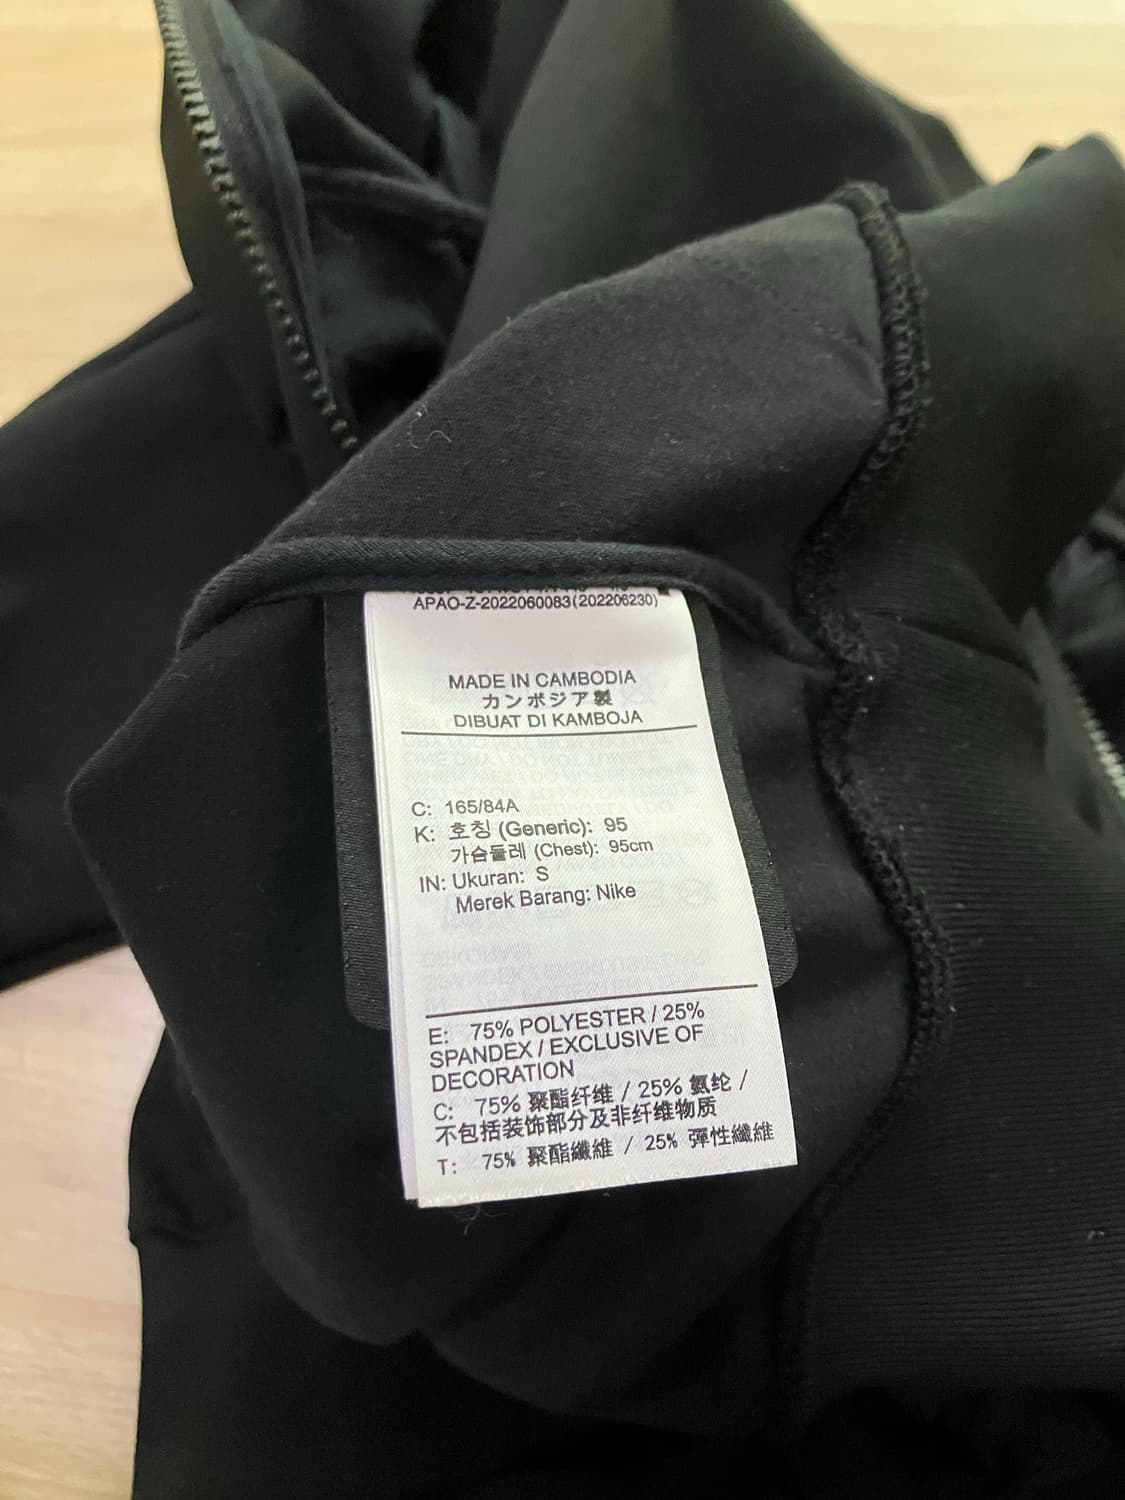 APAO-Z-2022060083(202206230)
MADE IN CAMBODIA
カンボジア製
DIBUAT DI KAMBOJA
C: 165/84A
K: 호칭 (Generic): 95
가슴둘레 (Chest): 95cm
IN: Ukuran: S
Merek Barang: Nike
E: 75% POLYESTER / 25%
SPANDEX / EXCLUSIVE OF
DECORATION
C: 75% 聚酯纤维 / 25% 氨纶 /
不包括装饰部分及非纤维物质
T: 75% 聚酯纖維 / 25% 彈性纖維